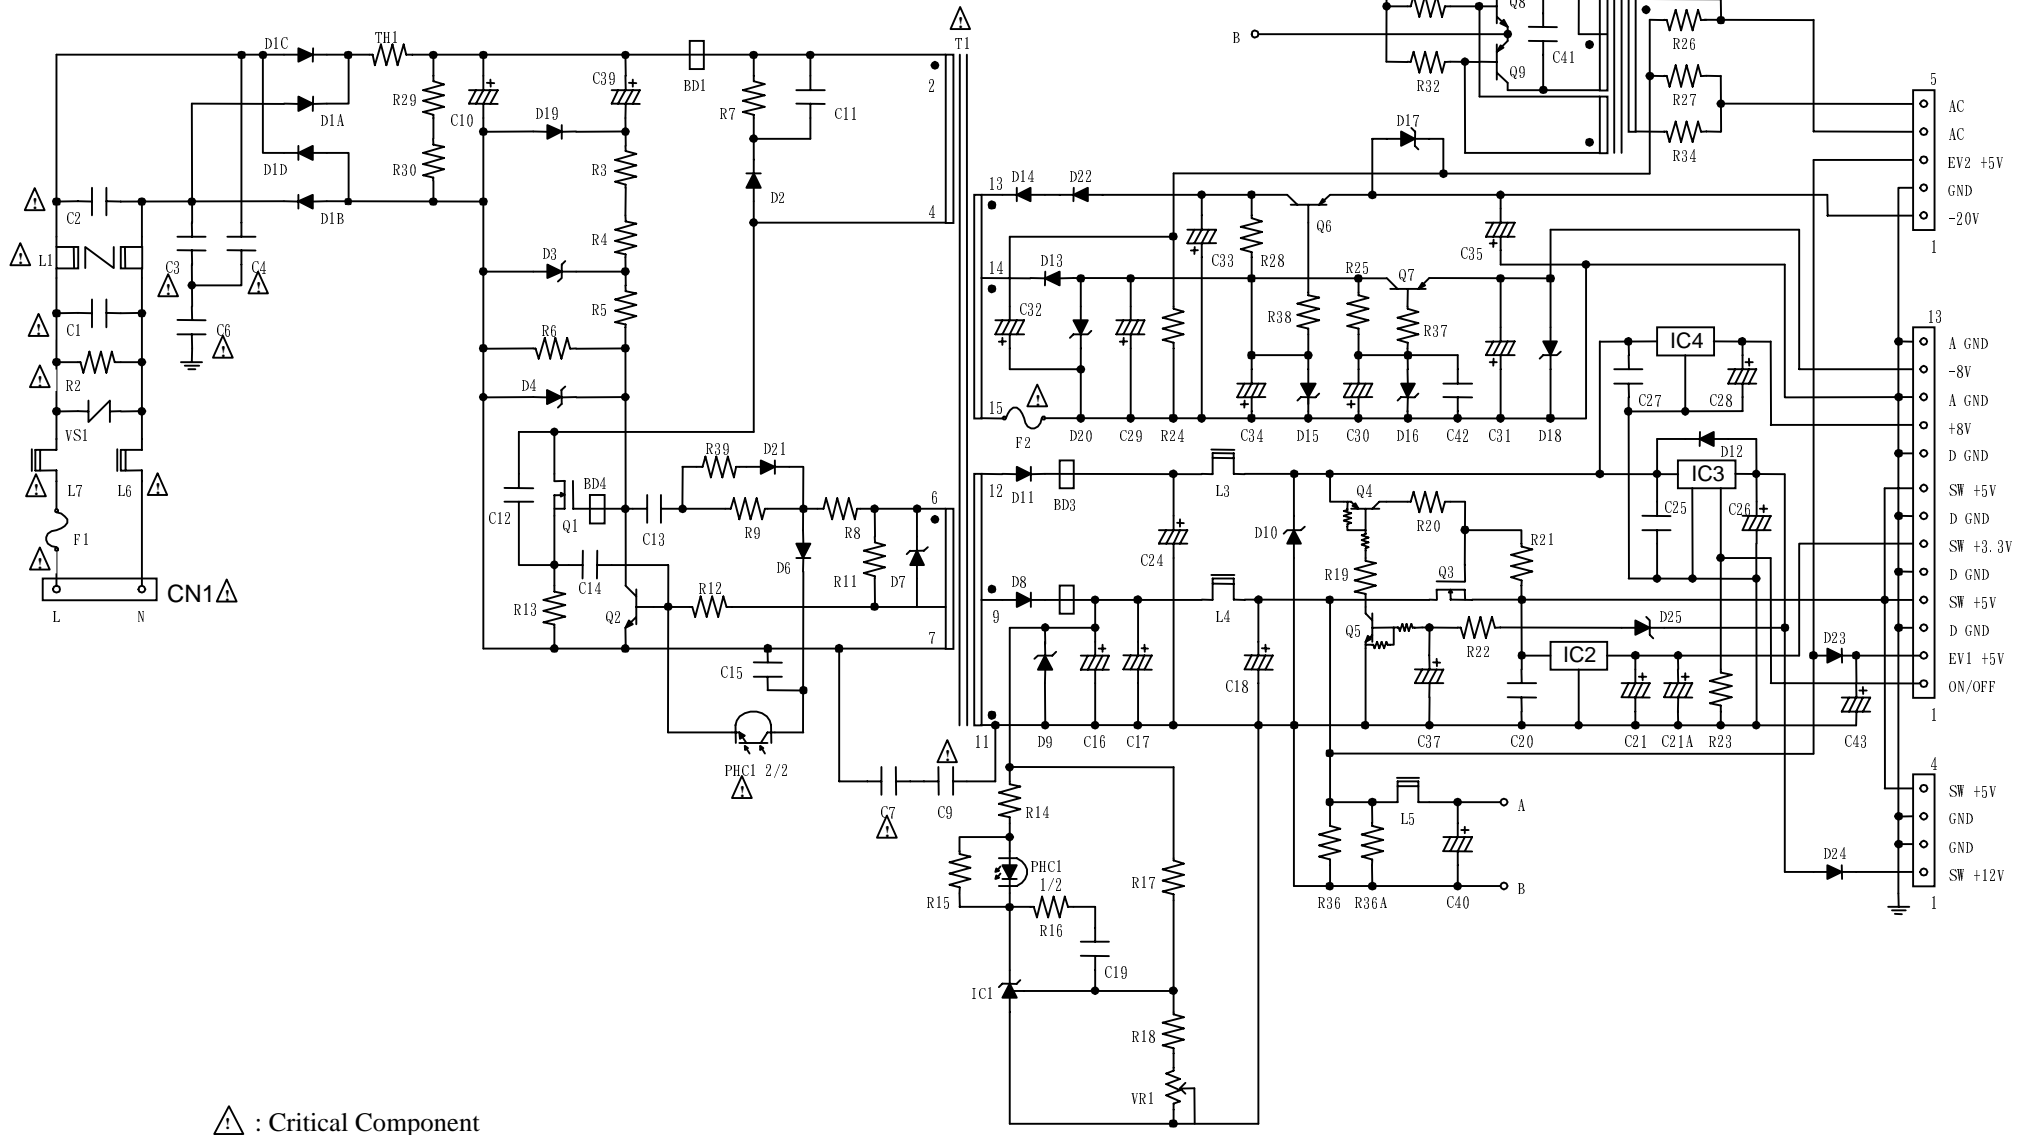 Q8
B
C41
Q9
R32
R26
R27
R34
D17
T1
D1C
TH1
D1A
D1D
D1B
R29
R30
C10
C39
D19
R3
R4
R5
BD1
R7
C11
D2
2
4
C2
L1
C3
C4
C1
C6
R2
VS1
L7
L6
F1
CN1
L
N
D3
R6
D4
C12
Q1
BD4
C13
R39
D21
R9
R8
D6
R11
D7
6
7
C14
R13
Q2
R12
C15
PHC1 2/2
C7
C9
13
D14
D22
Q6
14
D13
C33
R28
C32
R25
Q7
R38
R37
C35
15
F2
D20
C29
R24
C34
D15
C30
D16
C42
C31
D18
IC4
C27
C28
D12
IC3
C25
C26
12
D11
BD3
L3
Q4
R20
C24
D10
R19
R21
D8
9
L4
Q3
Q5
R22
D25
IC2
C18
11
D9
C16
C17
C37
C20
C21
C21A
R23
D23
C43
R14
PHC1
1/2
R15
R16
C19
IC1
R17
R18
VR1
L5
A
R36
R36A
C40
B
D24
5
AC
AC
EV2 +5V
GND
-20V
1
13
A GND
-8V
A GND
+8V
D GND
SW +5V
D GND
SW +3.3V
D GND
SW +5V
D GND
EV1 +5V
ON/OFF
1
4
SW +5V
GND
GND
SW +12V
1
: Critical Component